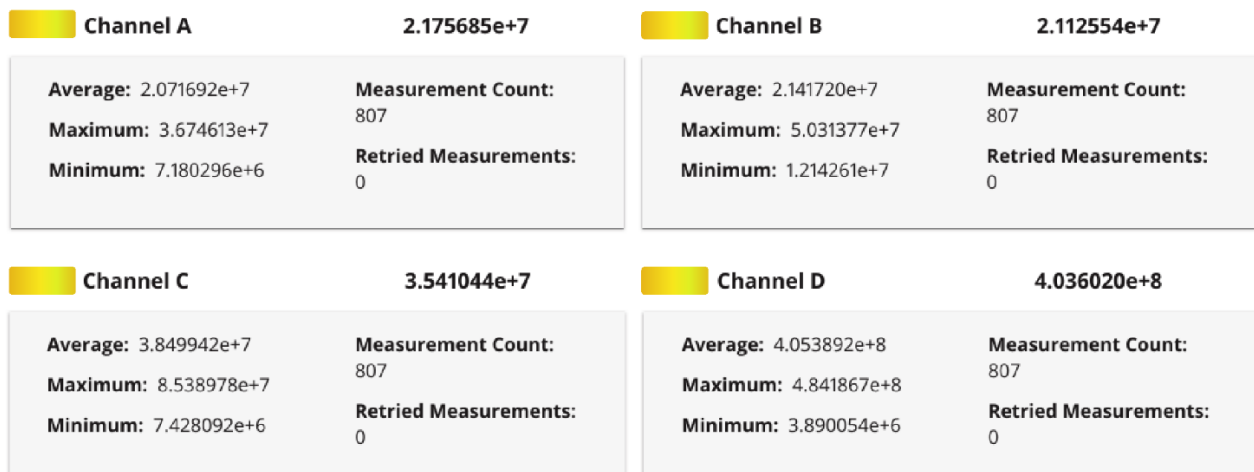 Channel A 2.175685e+7
Average: 2.071692e+7
Maximum: 3.674613e+7
Minimum: 7.180296e+6
Measurement Count:
807
Retried Measurements:
0
Channel B 2.112554e+7
Average: 2.141720e+7
Maximum: 5.031377e+7
Minimum: 1.214261e+7
Measurement Count:
807
Retried Measurements:
0
Channel C 3.541044e+7
Average: 3.849942e+7
Maximum: 8.538978e+7
Minimum: 7.428092e+6
Measurement Count:
807
Retried Measurements:
0
Channel D 4.036020e+8
Average: 4.053892e+8
Maximum: 4.841867e+8
Minimum: 3.890054e+6
Measurement Count:
807
Retried Measurements:
0